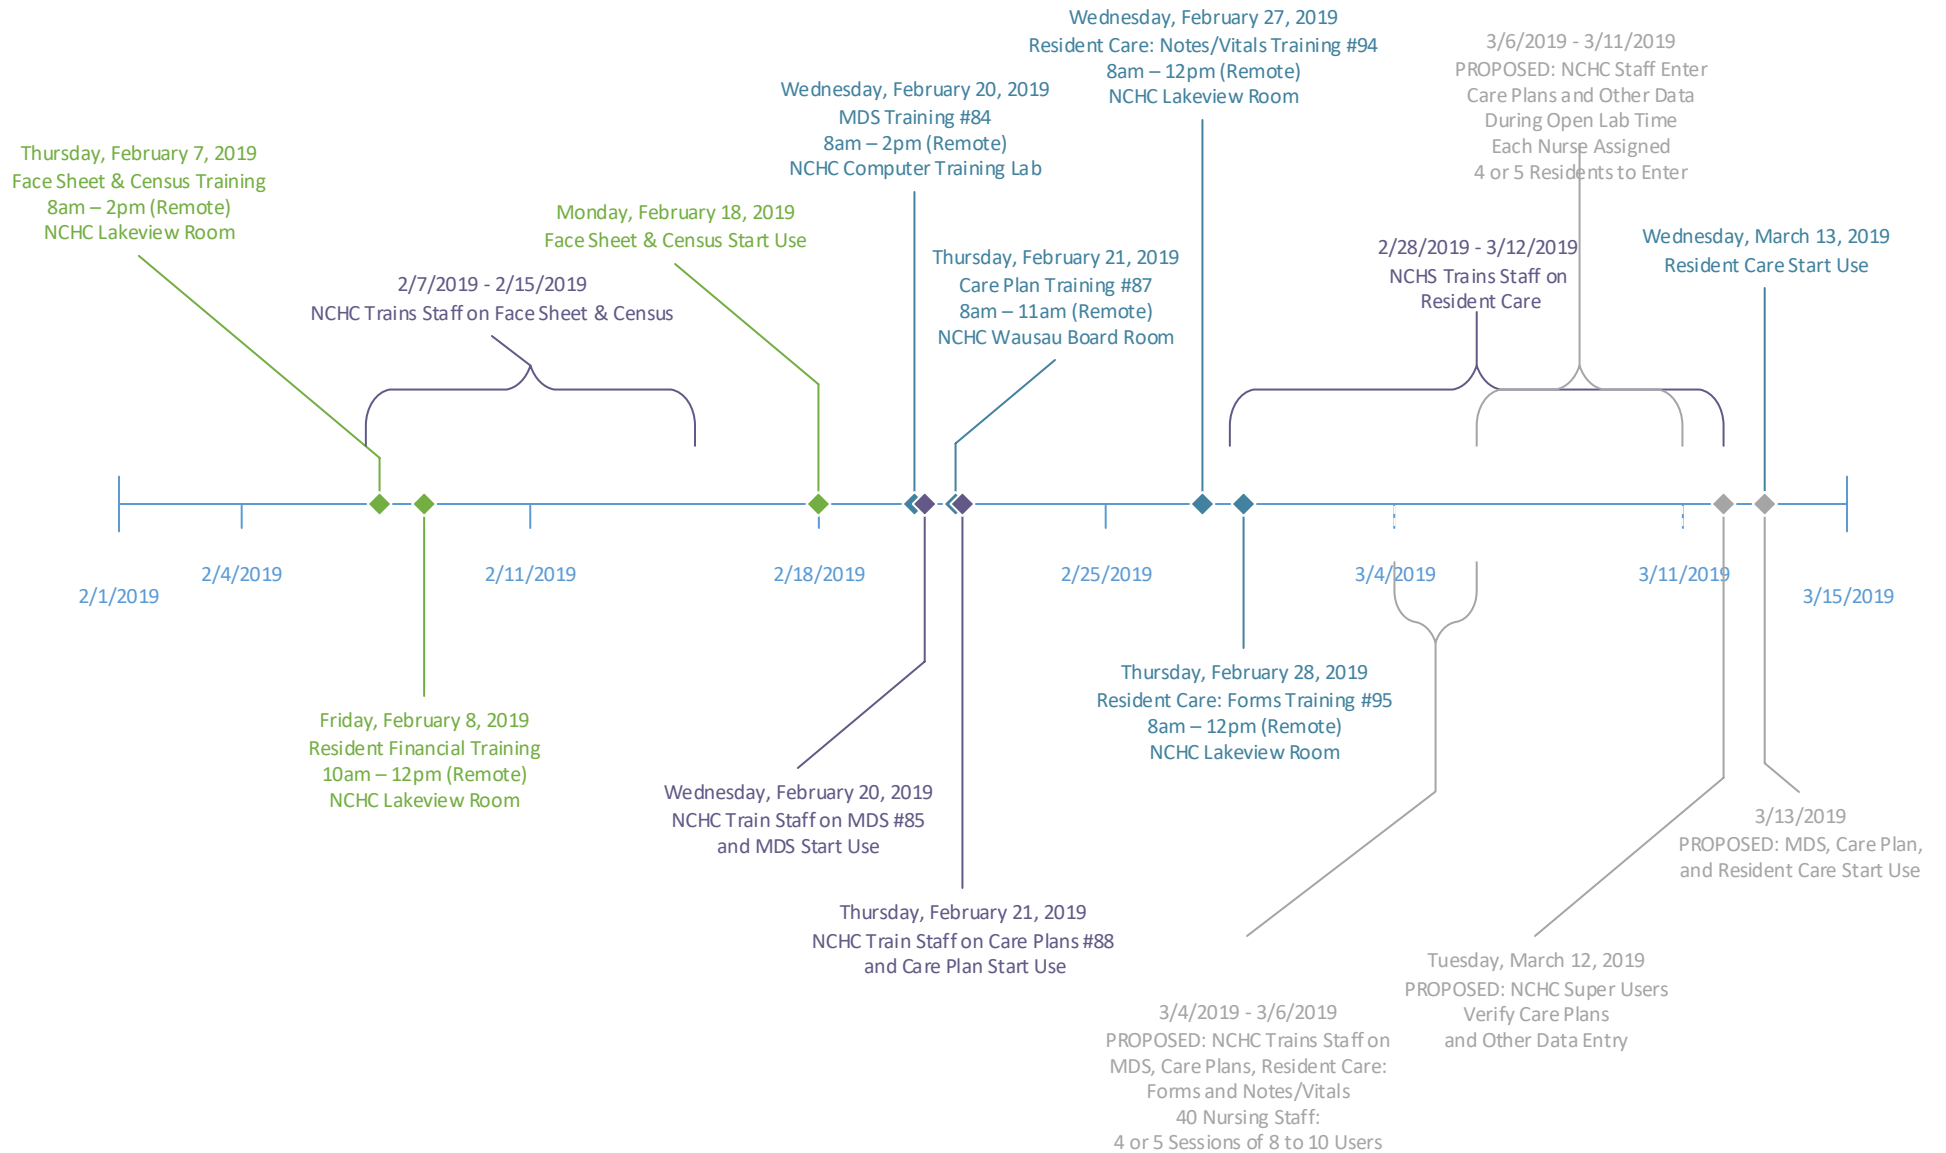 Wednesday, February 27, 2019
Resident Care: Notes/Vitals Training #94
8am – 12pm (Remote)
NCHC Lakeview Room
3/6/2019 - 3/11/2019
PROPOSED: NCHC Staff Enter
Care Plans and Other Data
During Open Lab Time
Each Nurse Assigned
4 or 5 Residents to Enter
Wednesday, February 20, 2019
MDS Training #84
8am – 2pm (Remote)
NCHC Computer Training Lab
Thursday, February 7, 2019
Face Sheet & Census Training
8am – 2pm (Remote)
NCHC Lakeview Room
Monday, February 18, 2019
Face Sheet & Census Start Use
2/7/2019 - 2/15/2019
NCHC Trains Staff on Face Sheet & Census
Thursday, February 21, 2019
Care Plan Training #87
8am – 11am (Remote)
NCHC Wausau Board Room
2/28/2019 - 3/12/2019
NCHS Trains Staff on
Resident Care
Wednesday, March 13, 2019
Resident Care Start Use
2/1/2019
2/4/2019
2/11/2019
2/18/2019
2/25/2019
3/4/2019
3/11/2019
3/15/2019
Friday, February 8, 2019
Resident Financial Training
10am – 12pm (Remote)
NCHC Lakeview Room
Wednesday, February 20, 2019
NCHC Train Staff on MDS #85
and MDS Start Use
Thursday, February 21, 2019
NCHC Train Staff on Care Plans #88
and Care Plan Start Use
Thursday, February 28, 2019
Resident Care: Forms Training #95
8am – 12pm (Remote)
NCHC Lakeview Room
3/4/2019 - 3/6/2019
PROPOSED: NCHC Trains Staff on
MDS, Care Plans, Resident Care:
Forms and Notes/Vitals
40 Nursing Staff:
4 or 5 Sessions of 8 to 10 Users
Tuesday, March 12, 2019
PROPOSED: NCHC Super Users
Verify Care Plans
and Other Data Entry
3/13/2019
PROPOSED: MDS, Care Plan,
and Resident Care Start Use